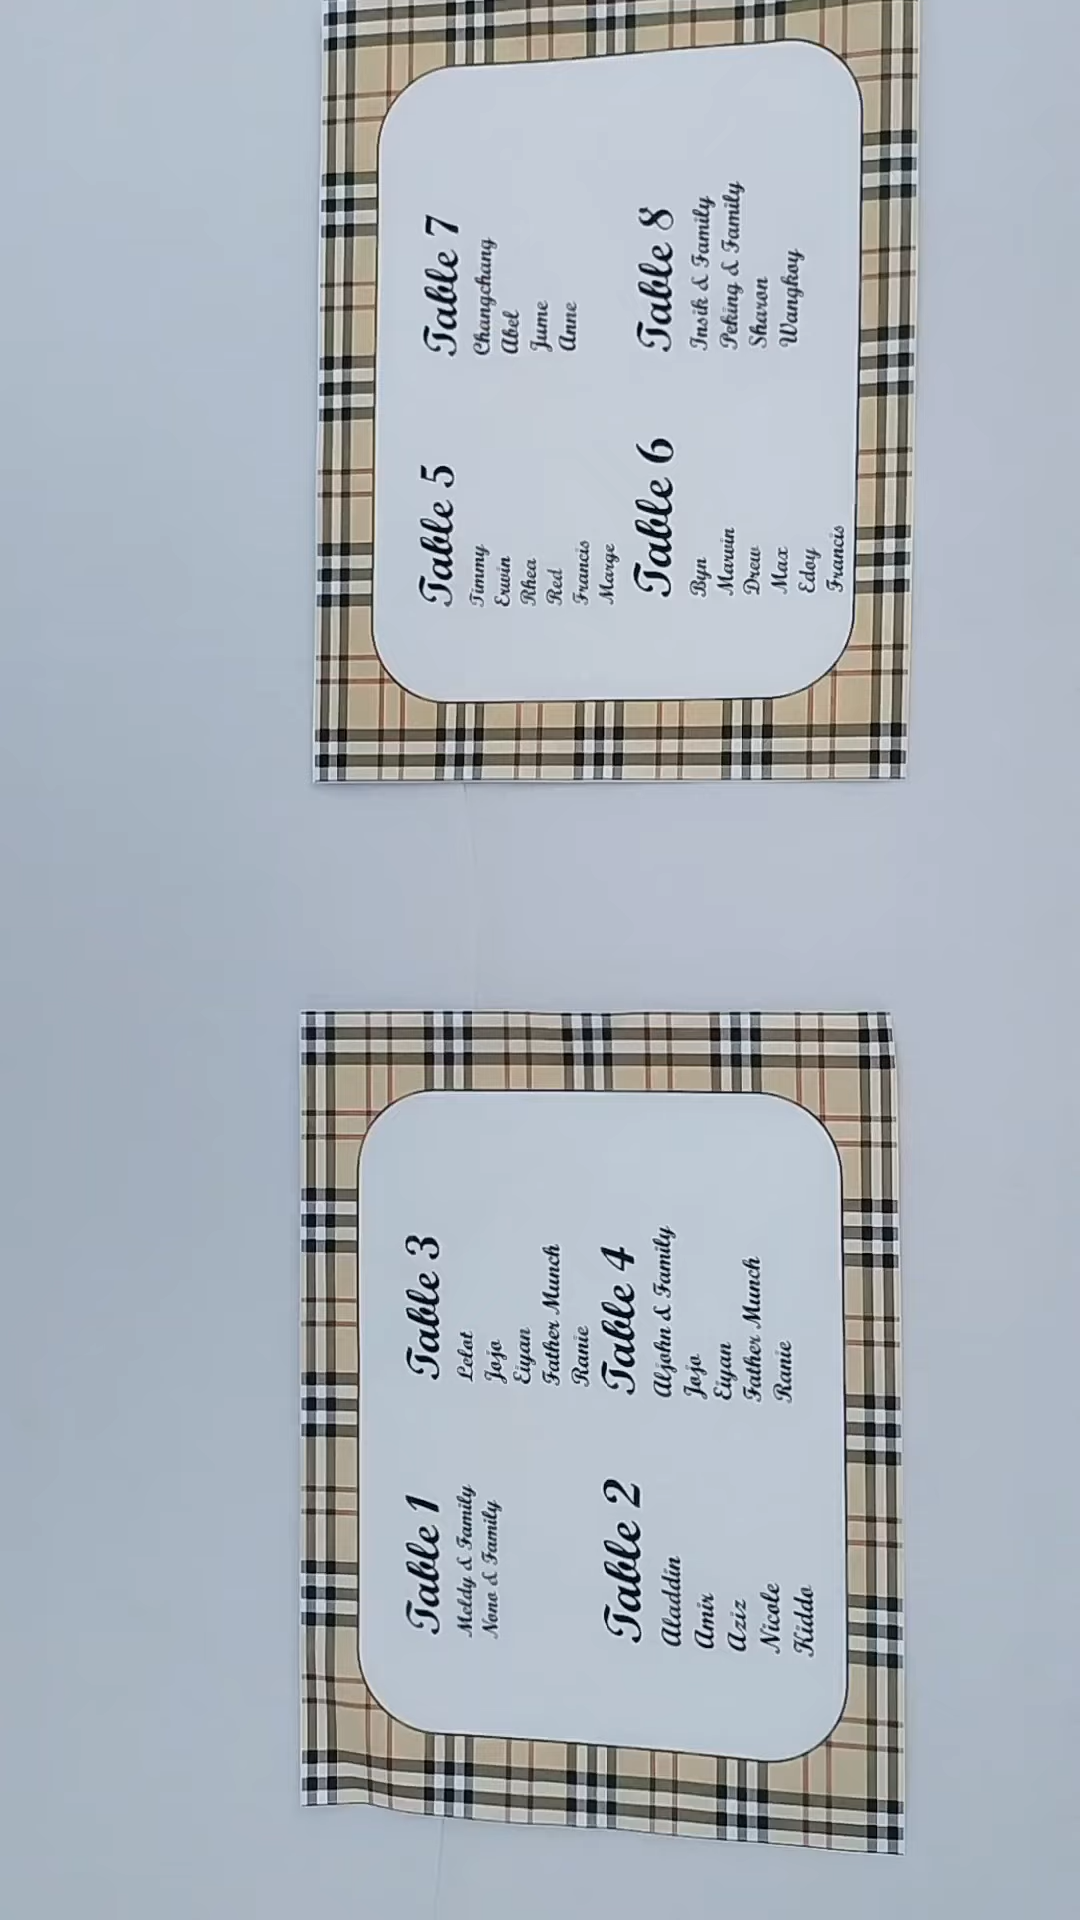 Table 1
Meldy & Family
Nono & Family
Table 2
Aladdin
Amir
Aziz
Nicole
Kiddo
Table 3
Lelot
Jojo
Eiyan
Father Munch
Ranie
Table 4
Aljohn & Family
Jojo
Eiyan
Father Munch
Ranie
Table 5
Timmy
Erwin
Rhea
Red
Francis
Marge
Table 6
Byn
Marwin
Drew
Max
Edoy
Francis
Table 7
Changchang
Abel
Jume
Anne
Table 8
Insik & Family
Peking & Family
Sharon
Wangkoy